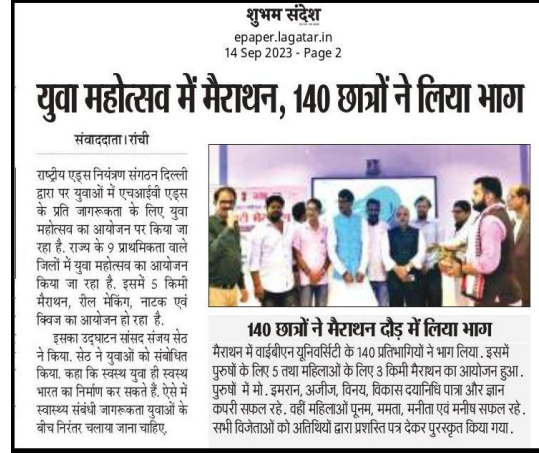 शुभम संदेश
epaper.lagatar.in
14 Sep 2023 - Page 2
युवा महोत्सव में मैराथन, 140 छात्रों ने लिया भाग
संवाददाता। रांची
राष्ट्रीय एड्स नियंत्रण संगठन दिल्ली
द्वारा पर युवाओं में एचआईवी एड्स
के प्रति जागरूकता के लिए युवा
महोत्सव का आयोजन पर किया जा
रहा है. राज्य के 9 प्राथमिकता वाले
जिलों में युवा महोत्सव का आयोजन
किया जा रहा है. इसमें 5 किमी
मैराथन, रील मेकिंग, नाटक एवं
क्विज का आयोजन हो रहा है.
इसका उद्घाटन सांसद संजय सेठ
ने किया. सेठ ने युवाओं को संबोधित
किया. कहा कि स्वस्थ युवा ही स्वस्थ
भारत का निर्माण कर सकते हैं. ऐसे में
स्वास्थ्य संबंधी जागरूकता युवाओं के
बीच निरंतर चलाया जाना चाहिए.
140 छात्रों ने मैराथन दौड़ में लिया भाग
मैराथन में वाईबीएन यूनिवर्सिटी के 140 प्रतिभागियों ने भाग लिया. इसमें
पुरुषों के लिए 5 तथा महिलाओं के लिए 3 किमी मैराथन का आयोजन हुआ.
पुरुषों में मो. इमरान, अजीज, विनय, विकास दयानिधि पात्रा और ज्ञान
कपरी सफल रहे. वहीं महिलाओं पूनम, ममता, मनीता एवं मनीष सफल रहे.
सभी विजेताओं को अतिथियों द्वारा प्रशस्ति पत्र देकर पुरस्कृत किया गया.